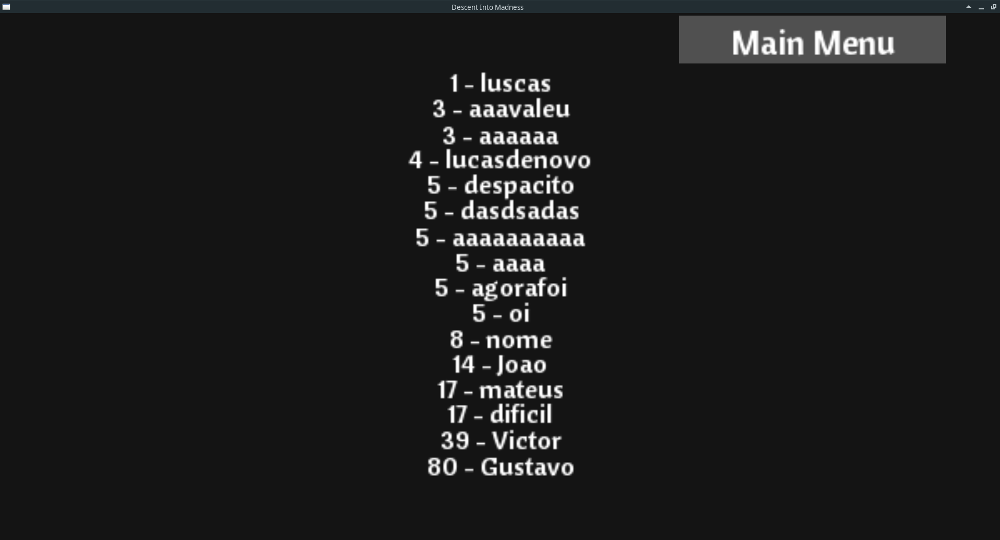 Descent Into Madness
Main Menu
1 - luscas
3 - aaavaleu
3 - aaaaaa
4 - lucasdenovo
5 - despacito
5 - dasdsadas
5 - aaaaaaaaaa
5 - aaaa
5 - agorafoi
5 - oi
8 - nome
14 - Joao
17 - mateus
17 - dificil
39 - Victor
80 - Gustavo